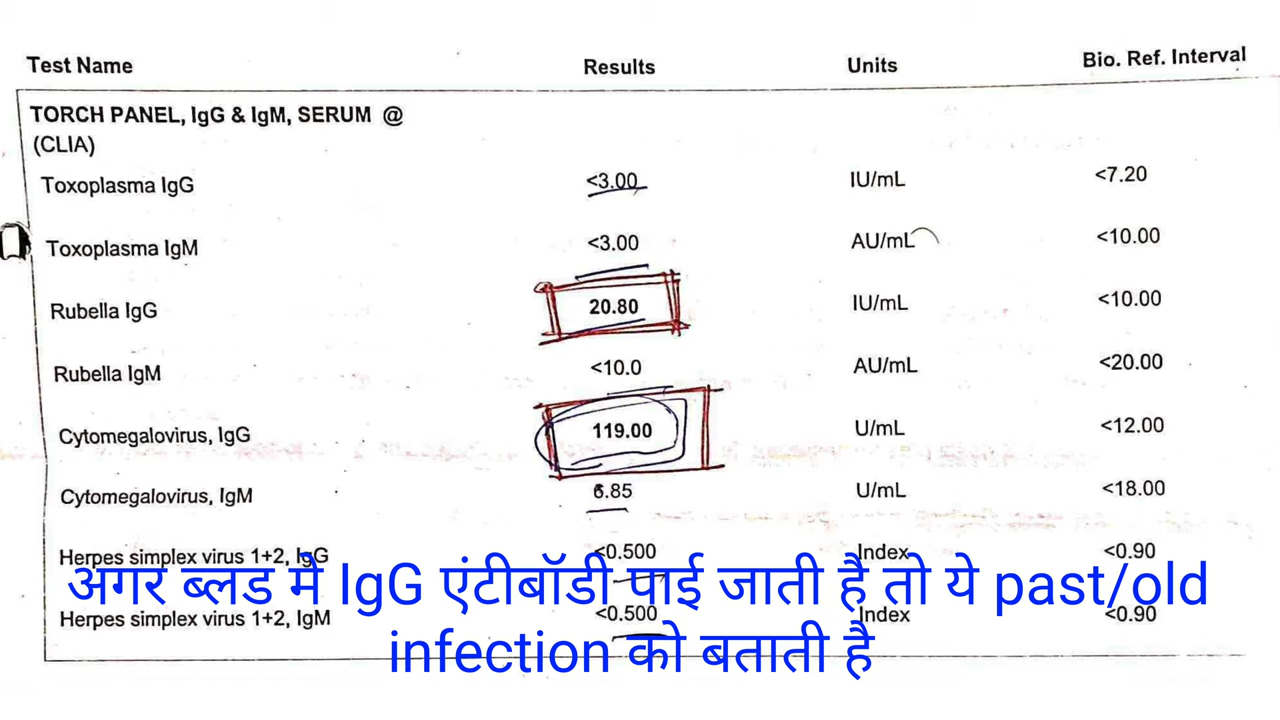 Test Name Results Units Bio. Ref. Interval
TORCH PANEL, IgG & IgM, SERUM @
(CLIA)
Toxoplasma IgG <3.00 IU/mL <7.20
Toxoplasma IgM <3.00 AU/mL <10.00
Rubella IgG 20.80 IU/mL <10.00
Rubella IgM <10.0 AU/mL <20.00
Cytomegalovirus, IgG 119.00 U/mL <12.00
Cytomegalovirus, IgM 6.85 U/mL <18.00
Herpes simplex virus 1+2, IgG <0.500 Index <0.90
अगर ब्लड मे IgG एंटीबॉडी पाई जाती है तो ये past/old
Herpes simplex virus 1+2, IgM <0.500 Index <0.90
infection को बताती है